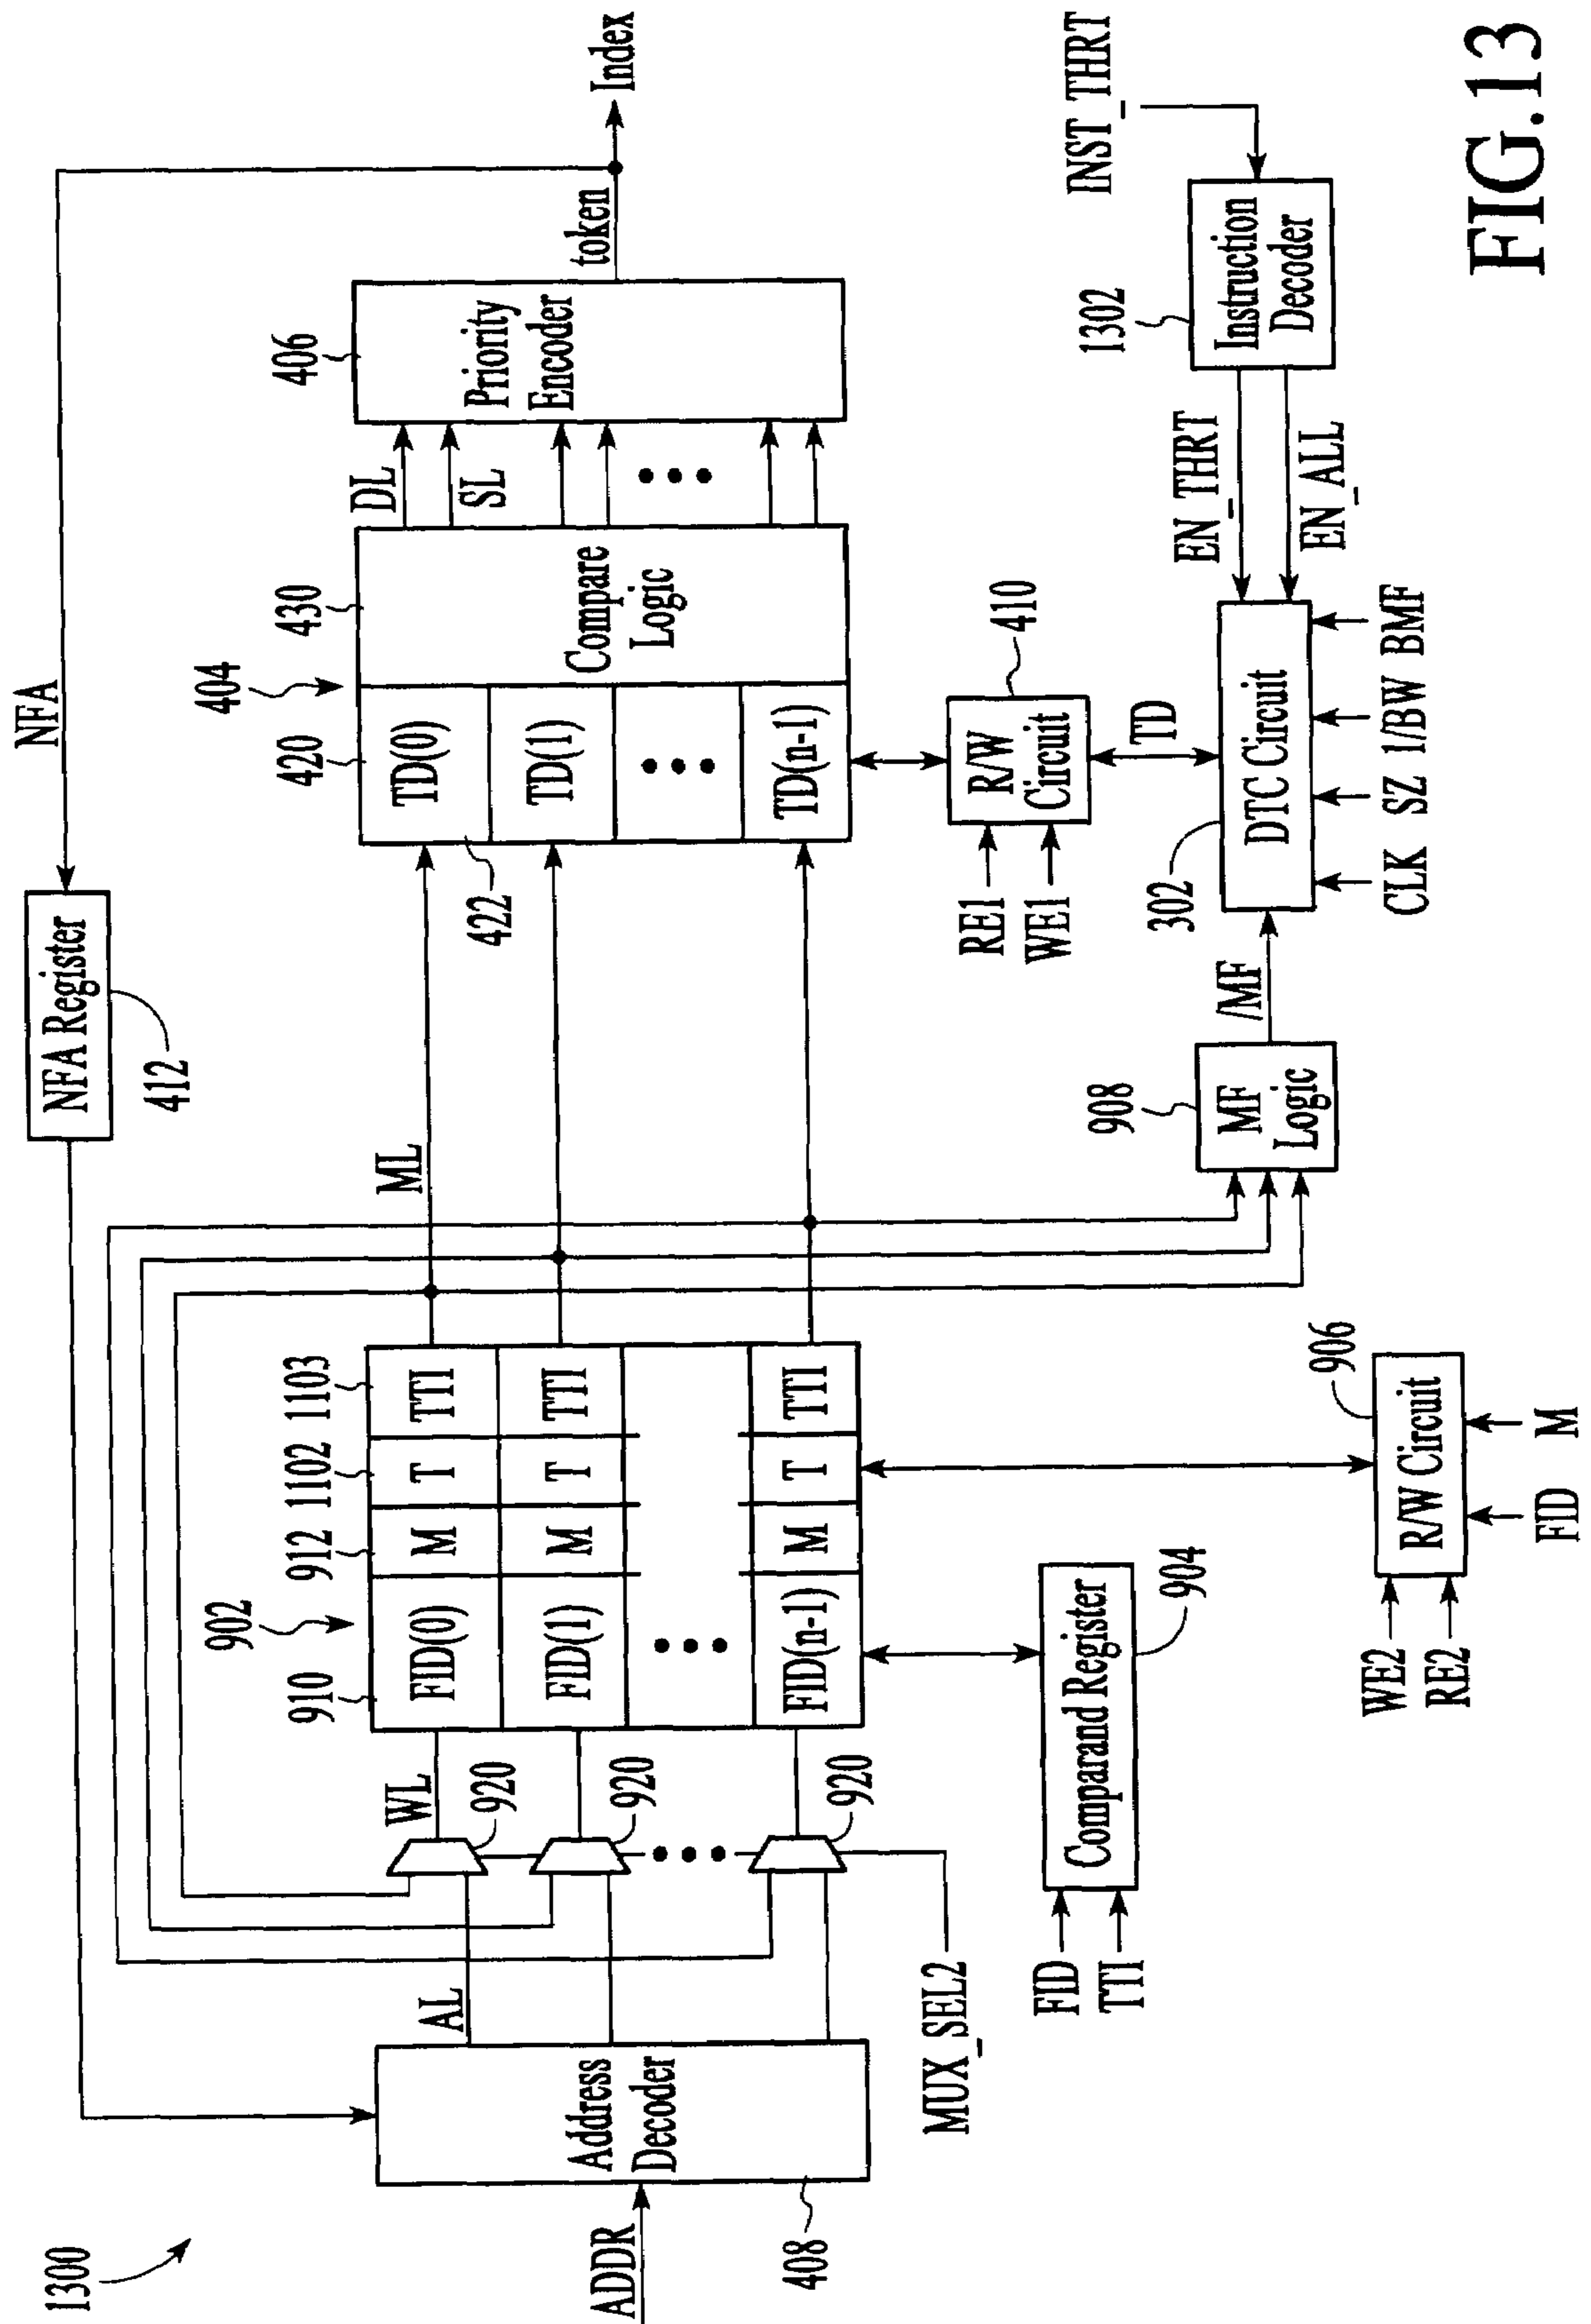 1300
NFA
NFA Register
412
ADDR
Address
Decoder
408
AL
WL
920
920
920
MUX_SEL2
902
910
912
1102
1103
FID(0)
M
T
TTI
FID(1)
M
T
TTI
FID(n-1)
M
T
TTI
ML
404
420
430
TD(0)
TD(1)
TD(n-1)
422
Compare
Logic
DL
SL
406
Priority
Encoder
token
Index
FID
TTI
Comparand Register
904
WE2
RE2
R/W Circuit
906
FID
M
908
MF
Logic
/MF
RE1
WE1
R/W
Circuit
410
TD
302
DTC Circuit
CLK
SZ
1/BW
BMF
EN_THRT
EN_ALL
1302
Instruction
Decoder
INST_THRT
FIG.13